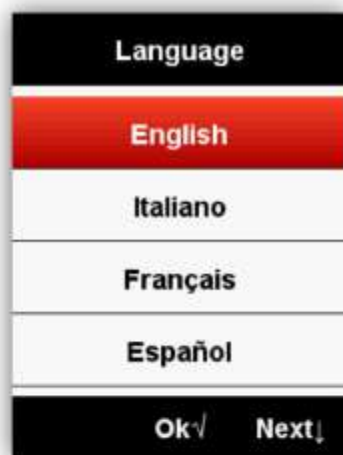 Language
English
Italiano
Français
Español
Ok√ Next↓